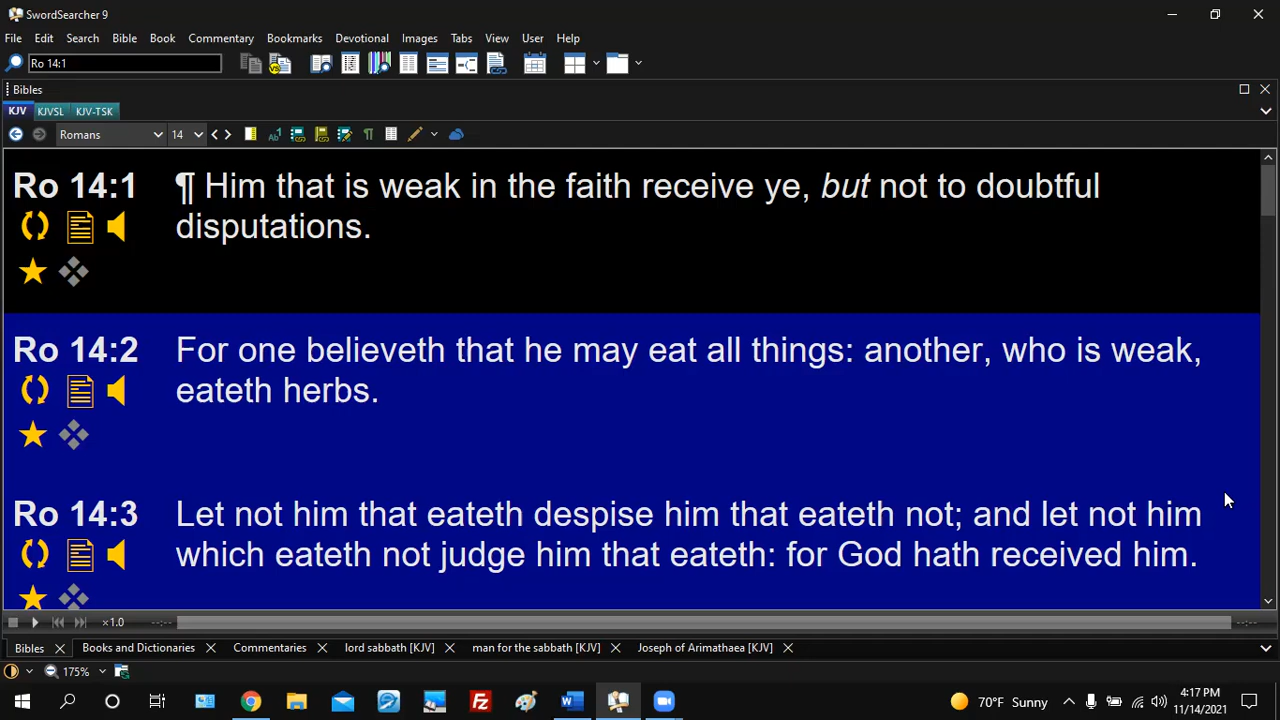 SwordSearcher 9
File Edit Search Bible Book Commentary Bookmarks Devotional Images Tabs View User Help
Ro 14:1
Bibles
KJV KJVSL KJV-TSK
Romans 14
Ro 14:1 ¶ Him that is weak in the faith receive ye, but not to doubtful
disputations.
Ro 14:2 For one believeth that he may eat all things: another, who is weak,
eateth herbs.
Ro 14:3 Let not him that eateth despise him that eateth not; and let not him
which eateth not judge him that eateth: for God hath received him.
×1.0 --:-- --:--
Bibles Books and Dictionaries Commentaries lord sabbath [KJV] man for the sabbath [KJV] Joseph of Arimathaea [KJV]
175%
70°F Sunny 4:17 PM
11/14/2021